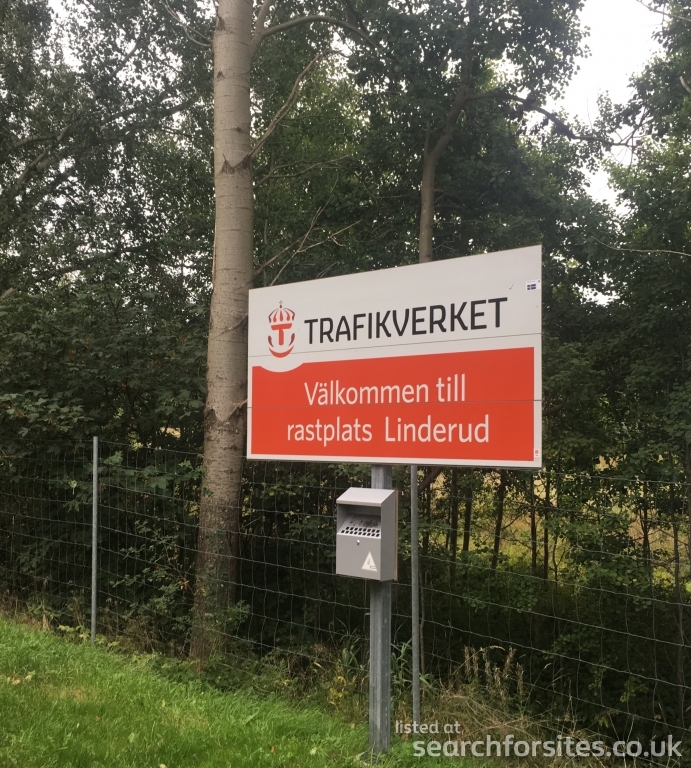 TRAFIKVERKET
Välkommen till
rastplats Linderud
listed at
searchforsites.co.uk